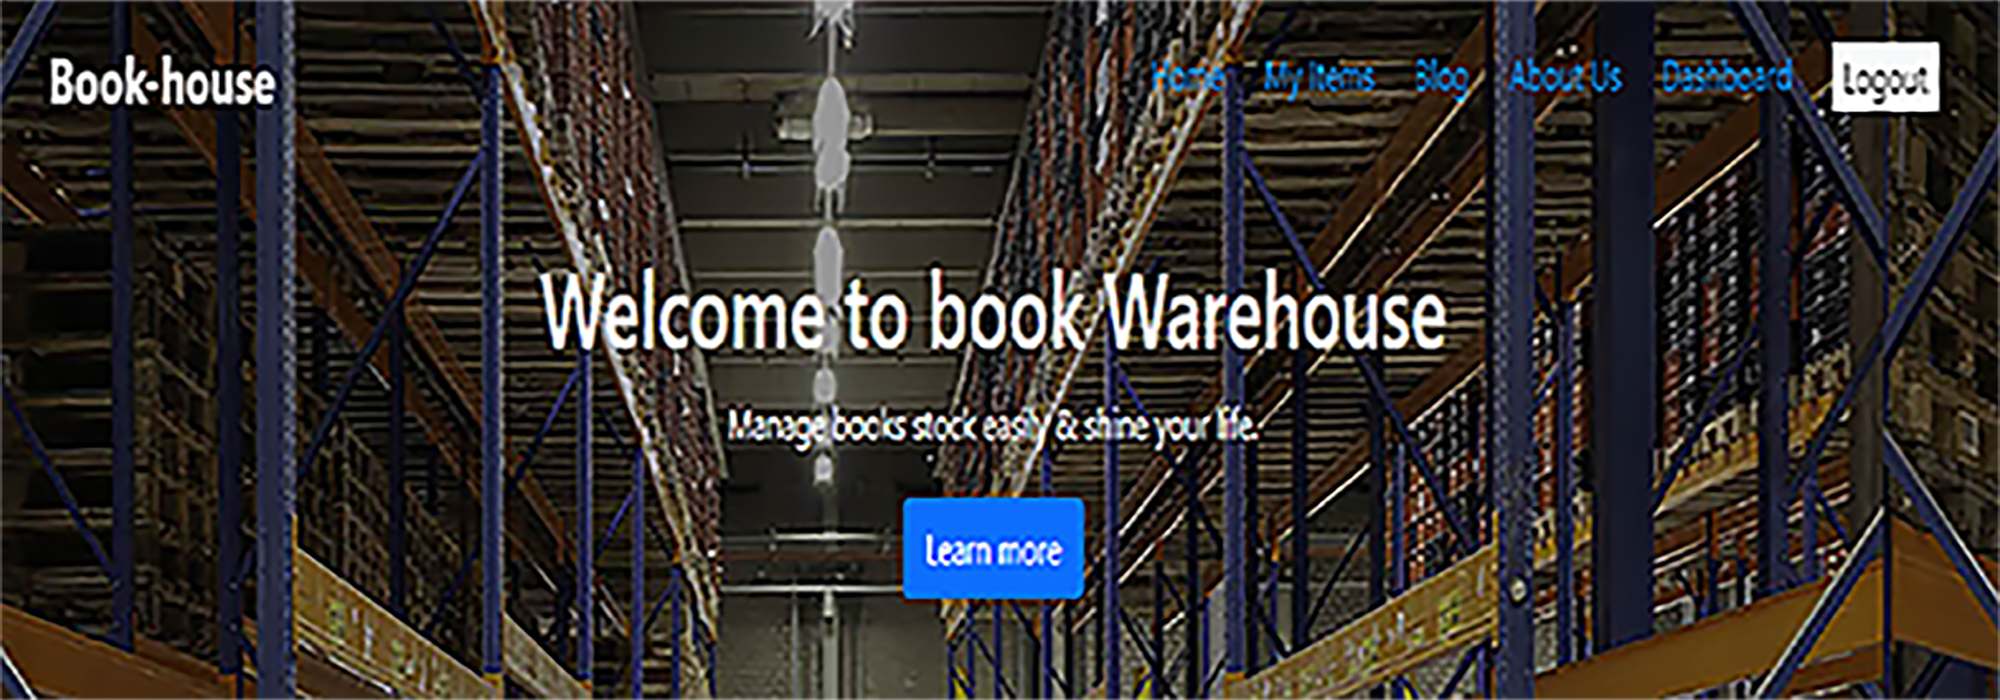 Book-house
Home My Items Blog About Us Dashboard Logout
Welcome to book Warehouse
Manage books stock easily & shine your life.
Learn more